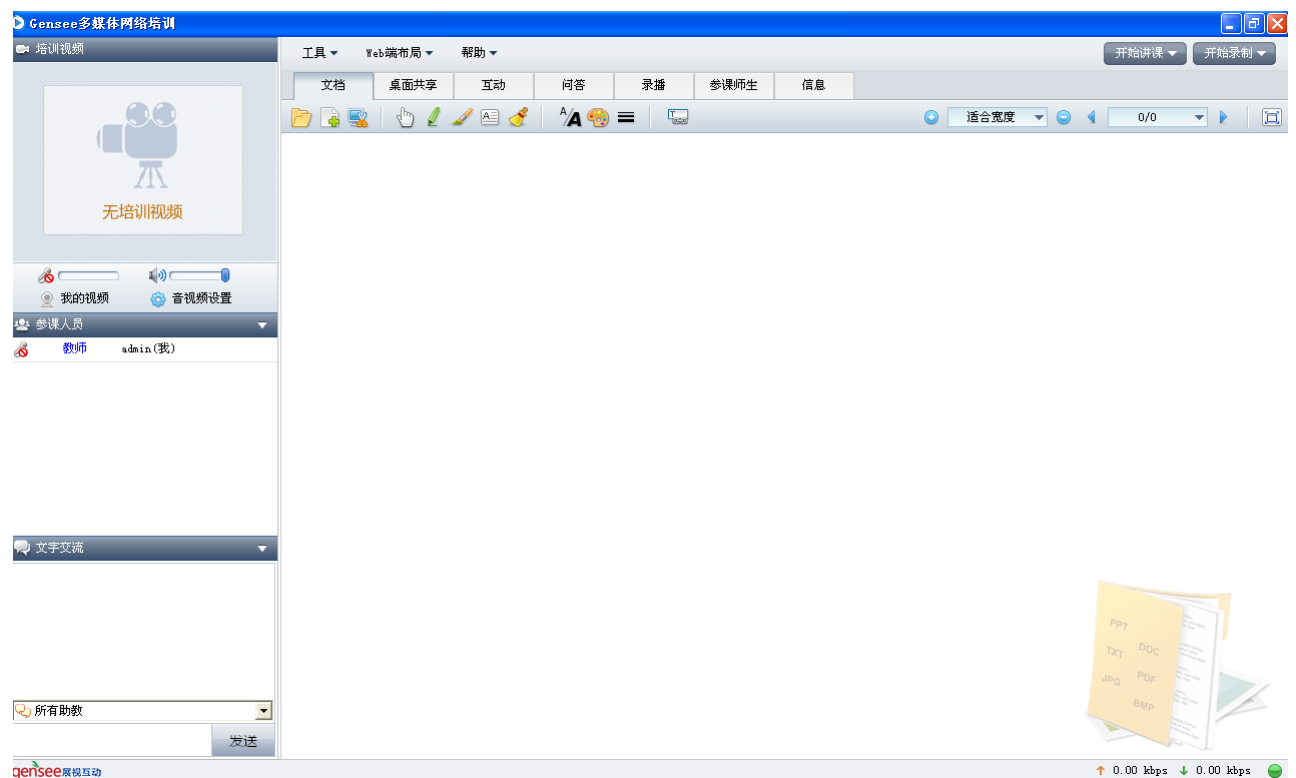 Gensee多媒体网络培训
培训视频
无培训视频
我的视频 音视频设置
参课人员
教师 admin(我)
文字交流
所有助教
发送
gensee展视互动
工具 Web端布局 帮助 开始讲课 开始录制
文档 桌面共享 互动 问答 录播 参课师生 信息
A/A T 适合宽度 0/0
PPT
TXT DOC
JPG PDF
BMP
0.00 kbps 0.00 kbps